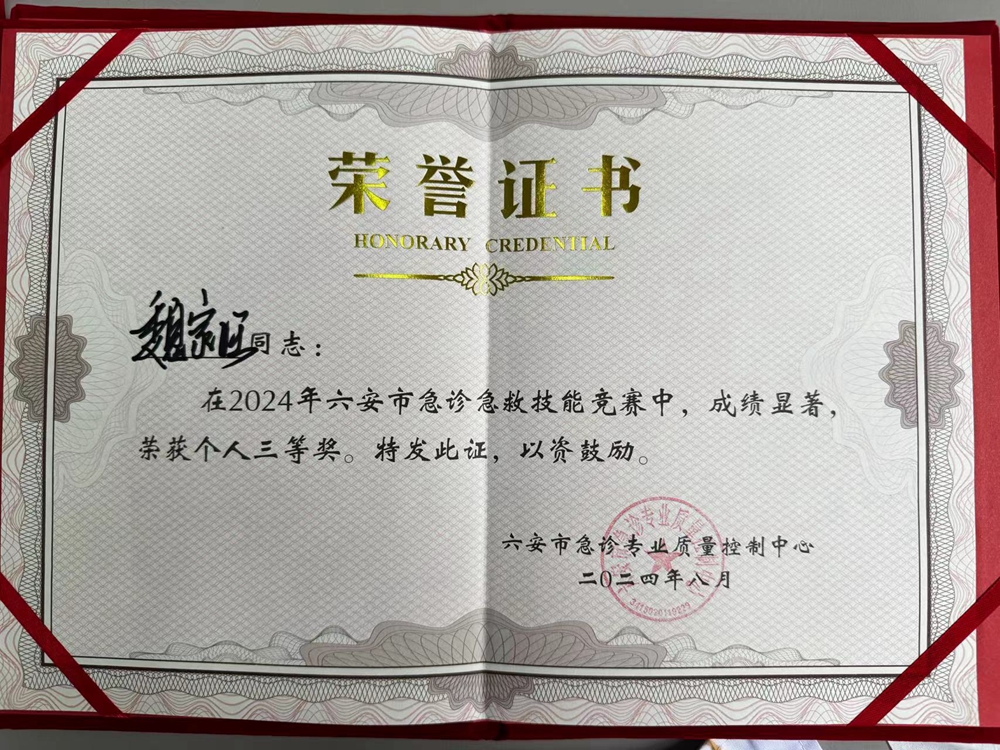 荣誉证书
HONORARY CREDENTIAL
同志：
在2024年六安市急诊急救技能竞赛中，成绩显著，
荣获个人三等奖。特发此证，以资鼓励。
六安市急诊专业质量控制中心
二〇二四年八月